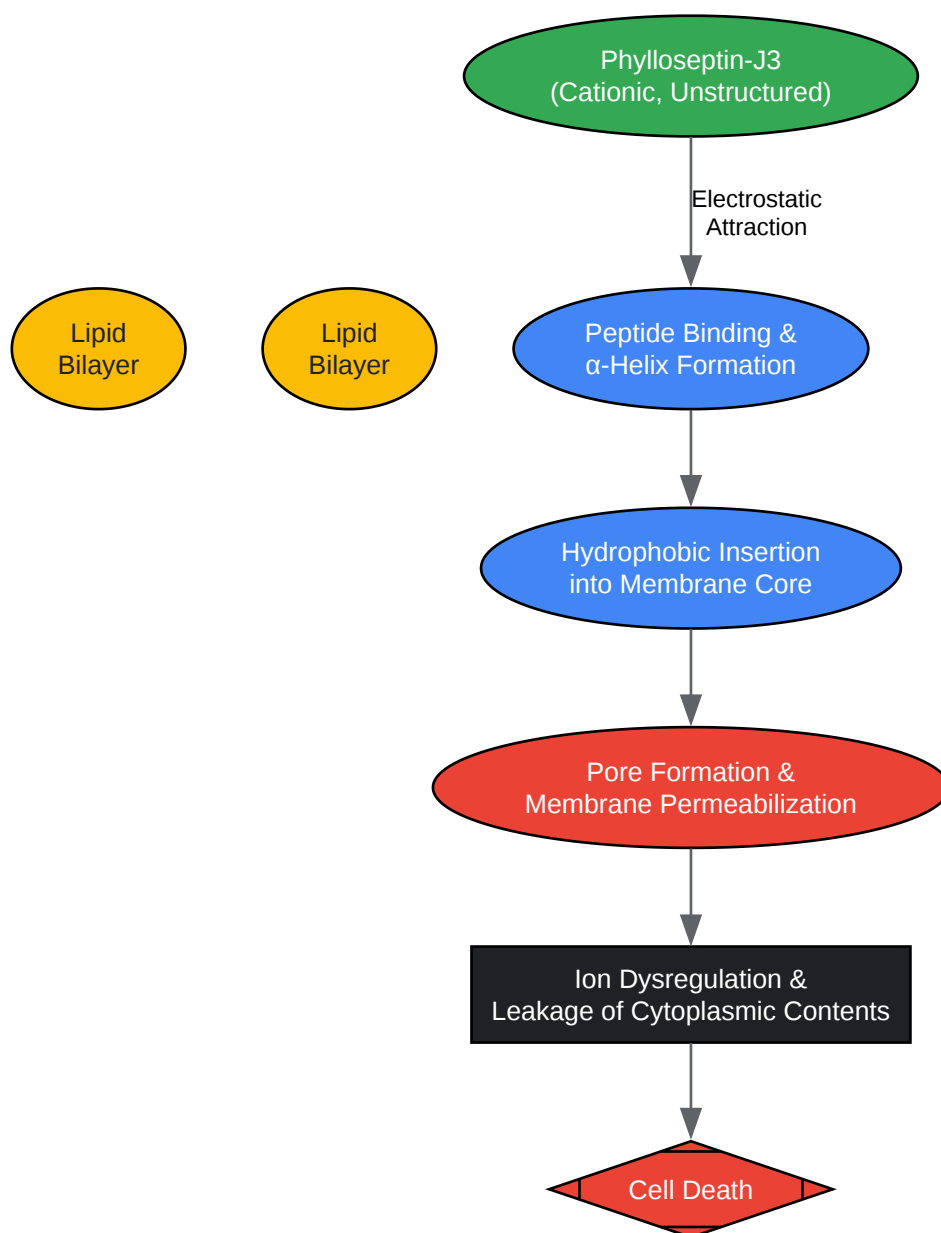 Phylloseptin-J3
(Cationic, Unstructured)
Electrostatic
Attraction
Lipid
Bilayer
Lipid
Bilayer
Peptide Binding &
α-Helix Formation
Hydrophobic Insertion
into Membrane Core
Pore Formation &
Membrane Permeabilization
Ion Dysregulation &
Leakage of Cytoplasmic Contents
Cell Death